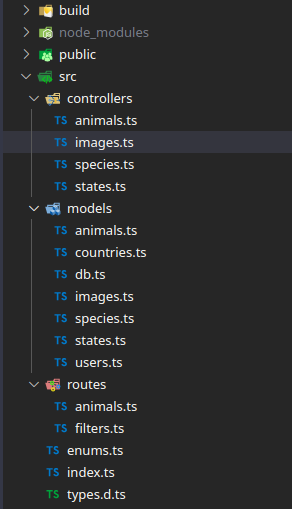 build
node_modules
public
src
controllers
TS animals.ts
TS images.ts
TS species.ts
TS states.ts
models
TS animals.ts
TS countries.ts
TS db.ts
TS images.ts
TS species.ts
TS states.ts
TS users.ts
routes
TS animals.ts
TS filters.ts
TS enums.ts
TS index.ts
TS types.d.ts